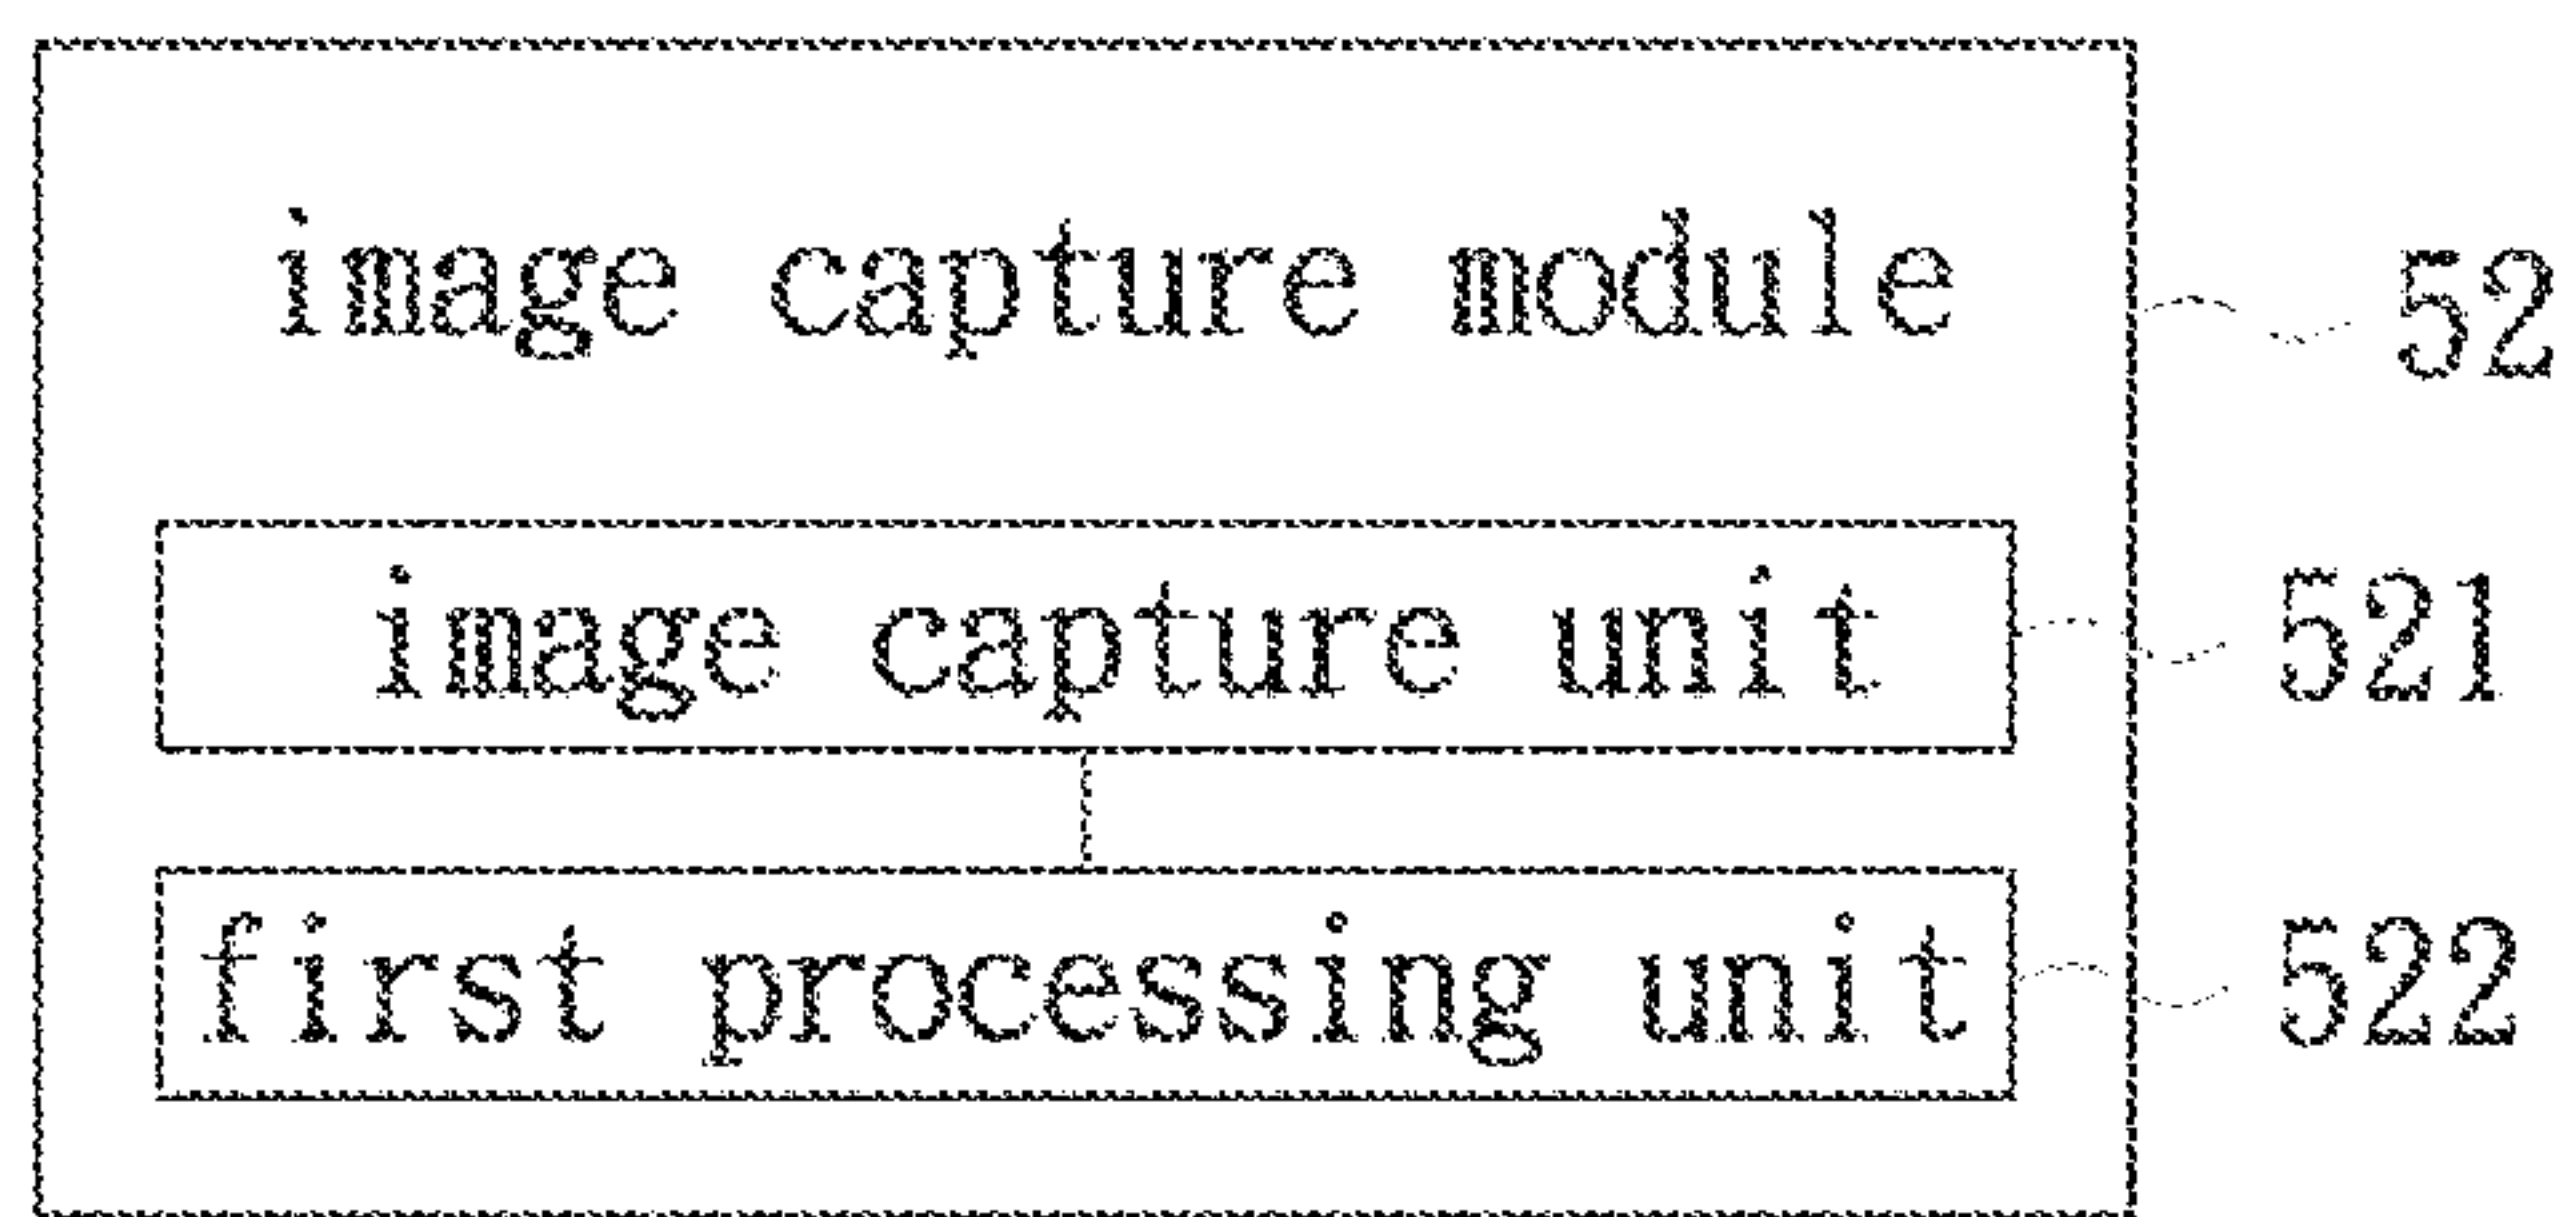 image capture module 52
image capture unit 521
first processing unit 522